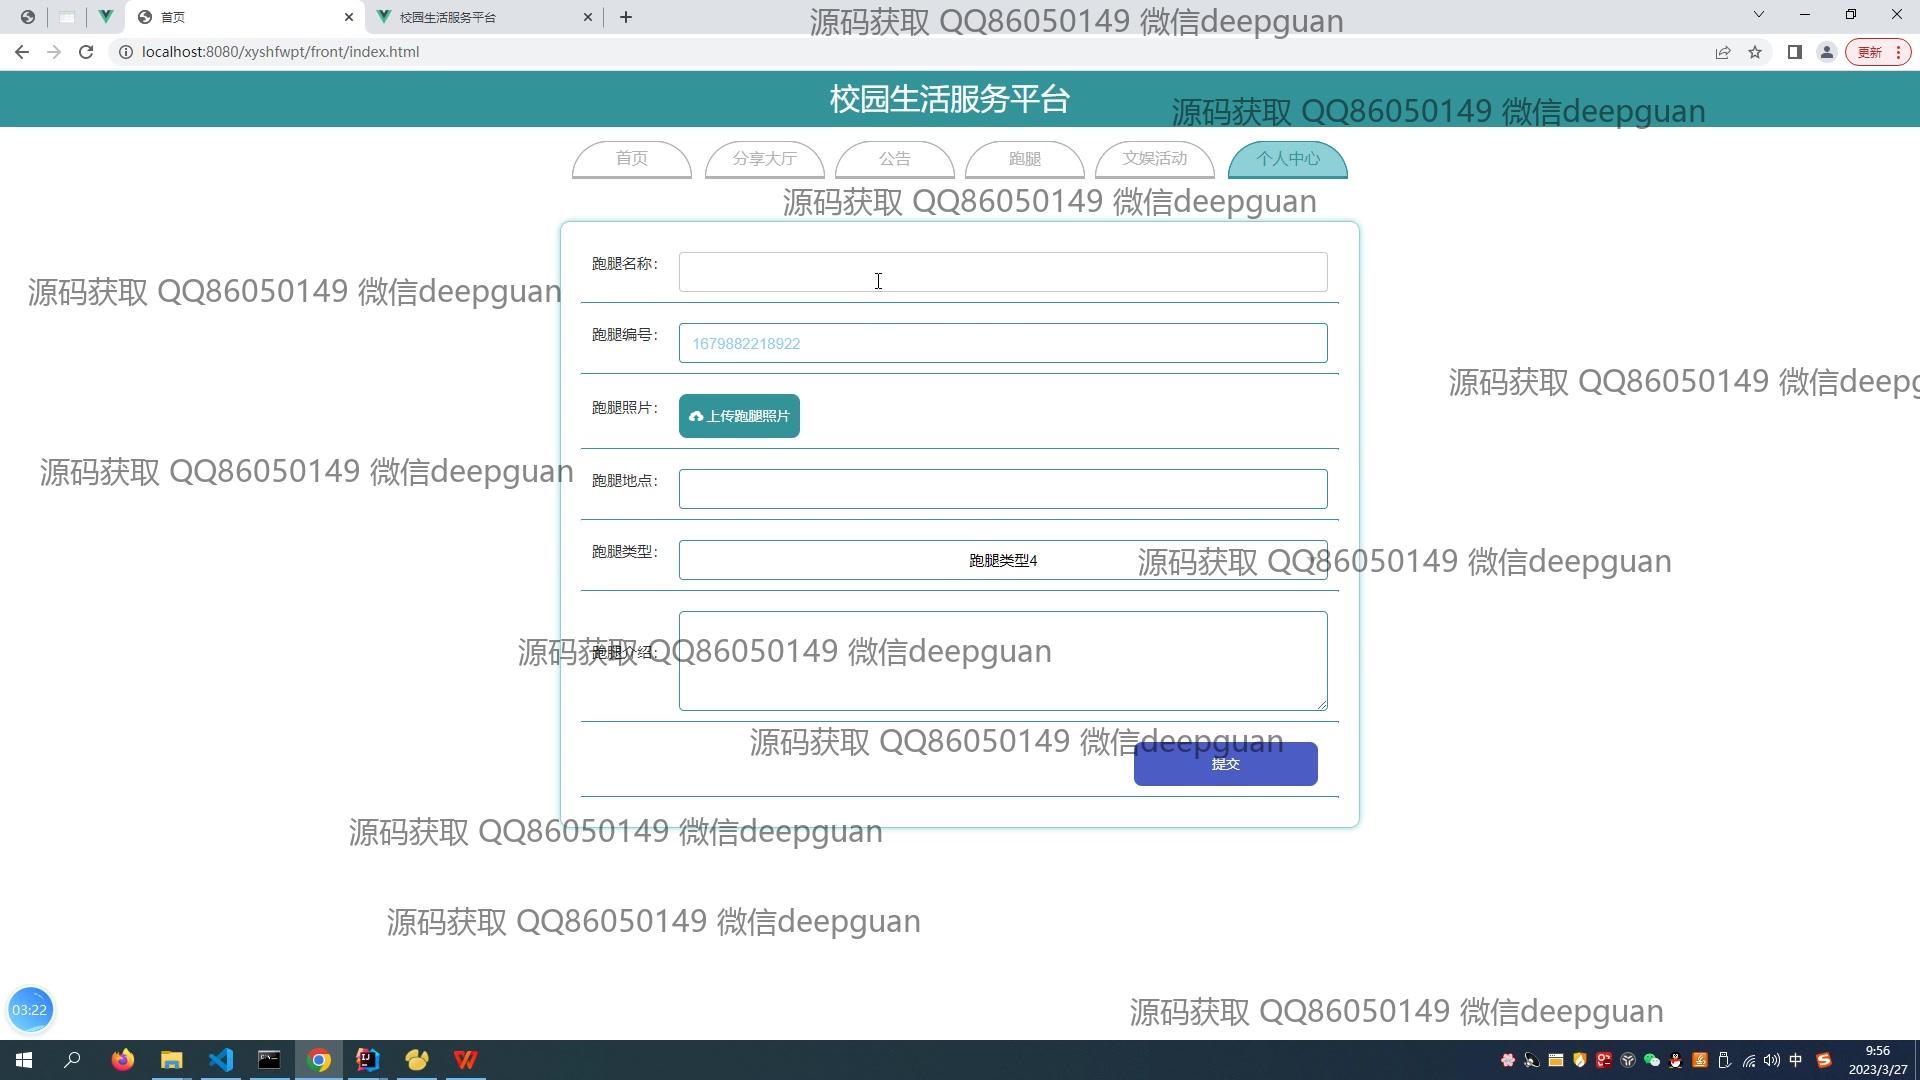 首页
校园生活服务平台
源码获取 QQ86050149 微信deepguan
localhost:8080/xyshfwpt/front/index.html
更新
校园生活服务平台
源码获取 QQ86050149 微信deepguan
首页
分享大厅
公告
跑腿
文娱活动
个人中心
源码获取 QQ86050149 微信deepguan
跑腿名称：
源码获取 QQ86050149 微信deepguan
跑腿编号：
1679882218922
源码获取 QQ86050149 微信deepg
跑腿照片：
上传跑腿照片
源码获取 QQ86050149 微信deepguan
跑腿地点：
跑腿类型：
跑腿类型4
源码获取 QQ86050149 微信deepguan
跑腿介绍：
源码获取 QQ86050149 微信deepguan
源码获取 QQ86050149 微信deepguan
提交
源码获取 QQ86050149 微信deepguan
源码获取 QQ86050149 微信deepguan
03:22
源码获取 QQ86050149 微信deepguan
中
9:56
2023/3/27